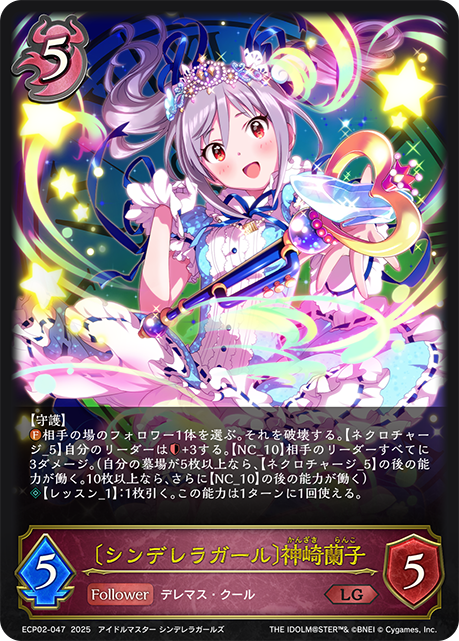 5
【守護】
F相手の場のフォロワー1体を選ぶ。それを破壊する。【ネクロチャー
ジ_5】自分のリーダーは+3する。【NC_10】相手のリーダーすべてに
3ダメージ。(自分の墓場が5枚以上なら、【ネクロチャージ_5】の後の能
力が働く。10枚以上なら、さらに【NC_10】の後の能力が働く)
【レッスン_1】:1枚引く。この能力は1ターンに1回使える。
かんざき らんこ
〔シンデレラガール〕神崎蘭子
5
Follower デレマス・クール LG
5
ECP02-047 2025 アイドルマスター シンデレラガールズ THE IDOLM@STER™& ©BNEI © Cygames, Inc.